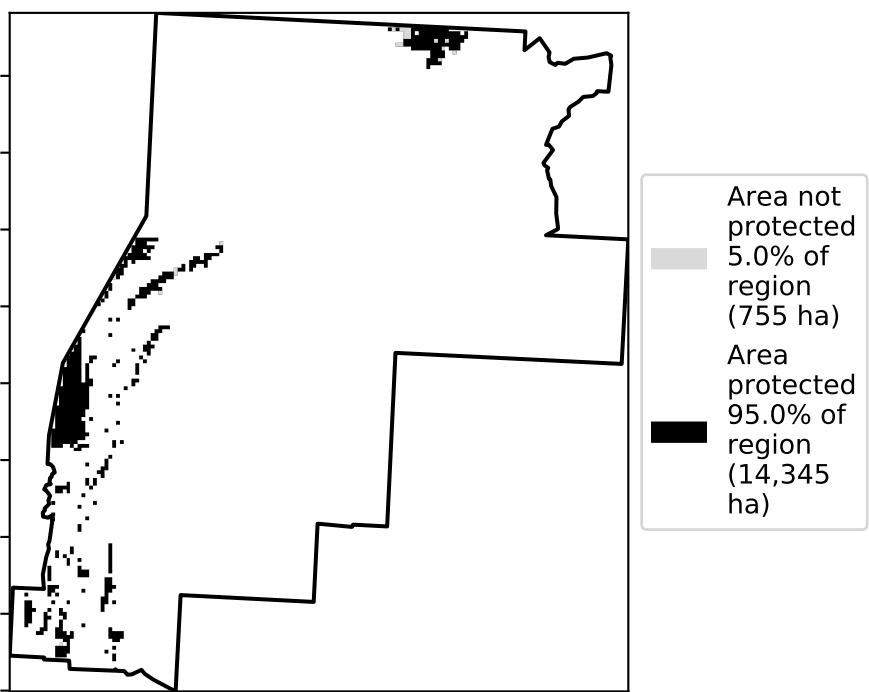 Area not
protected
5.0% of
region
(755 ha)
Area
protected
95.0% of
region
(14,345
ha)